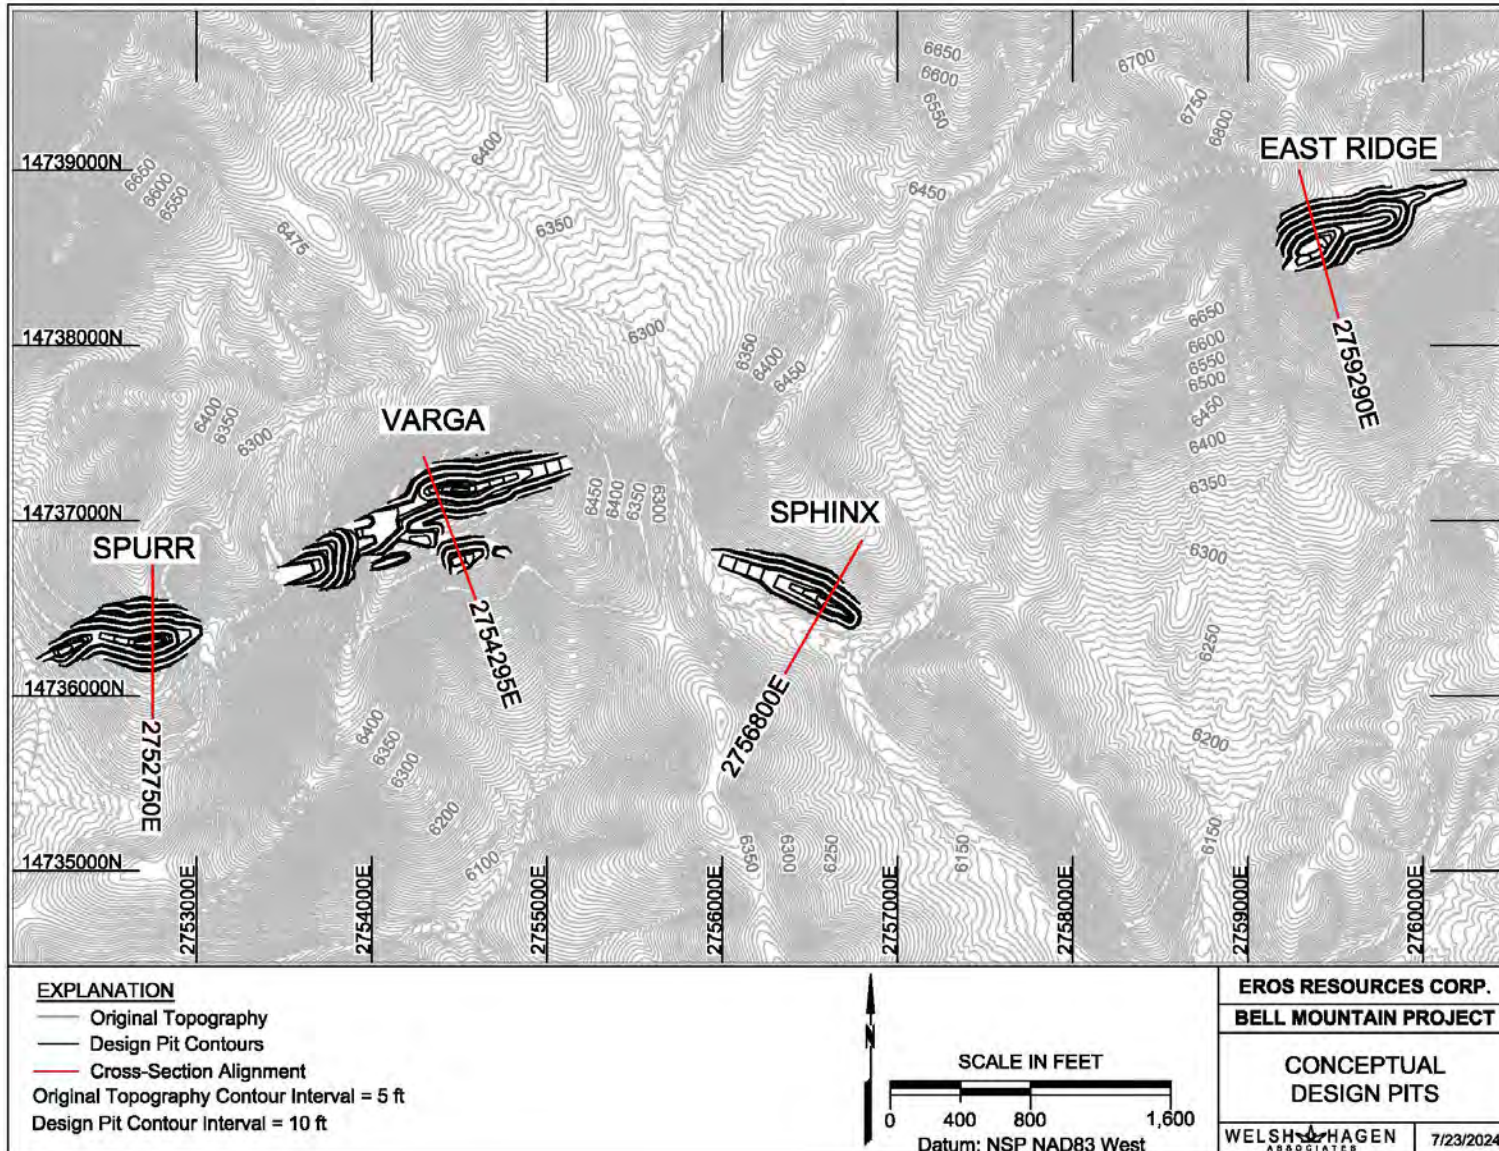 6650
6600
6550
6700
6750
6800
EAST RIDGE
14739000N
6650
6600
6550
6400
6450
6475
6350
14738000N
6300
6350
6400
6450
6650
6600
6550
6500
6450
6400
6350
2759290E
6400
6350
6300
VARGA
6450
6400
6350
6300
14737000N
SPURR
SPHINX
6300
6250
6200
2754295E
2756800E
14736000N
2752750E
6400
6350
6300
6200
6100
6350
6300
6250
6150
6150
14735000N
2753000E
2754000E
2755000E
2756000E
2757000E
2758000E
2759000E
2760000E
EXPLANATION
Original Topography
Design Pit Contours
Cross-Section Alignment
Original Topography Contour Interval = 5 ft
Design Pit Contour Interval = 10 ft
N
SCALE IN FEET
0 400 800 1,600
Datum: NSP NAD83 West
EROS RESOURCES CORP.
BELL MOUNTAIN PROJECT
CONCEPTUAL
DESIGN PITS
WELSH HAGEN
ASSOCIATES
7/23/2024